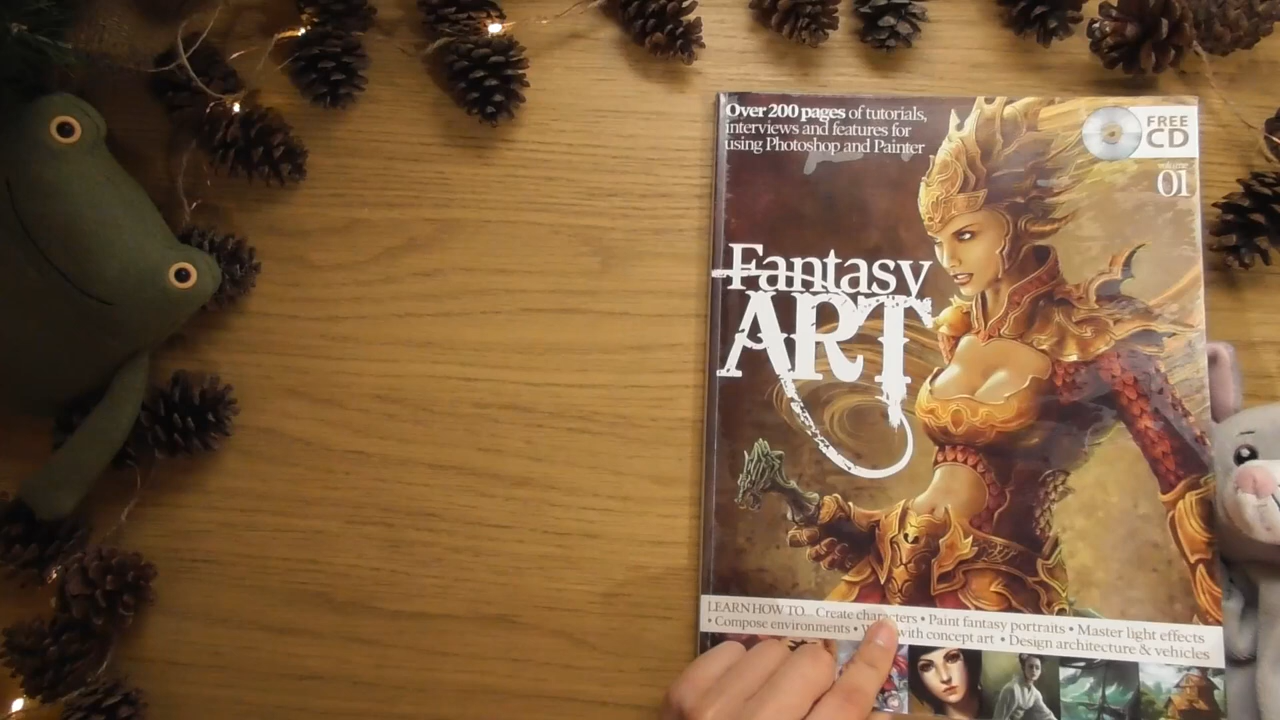 Over 200 pages of tutorials,
interviews and features for
using Photoshop and Painter
FREE
CD
volume
01
Fantasy
ART
LEARN HOW TO... Create characters • Paint fantasy portraits • Master light effects
• Compose environments • with concept art • Design architecture & vehicles